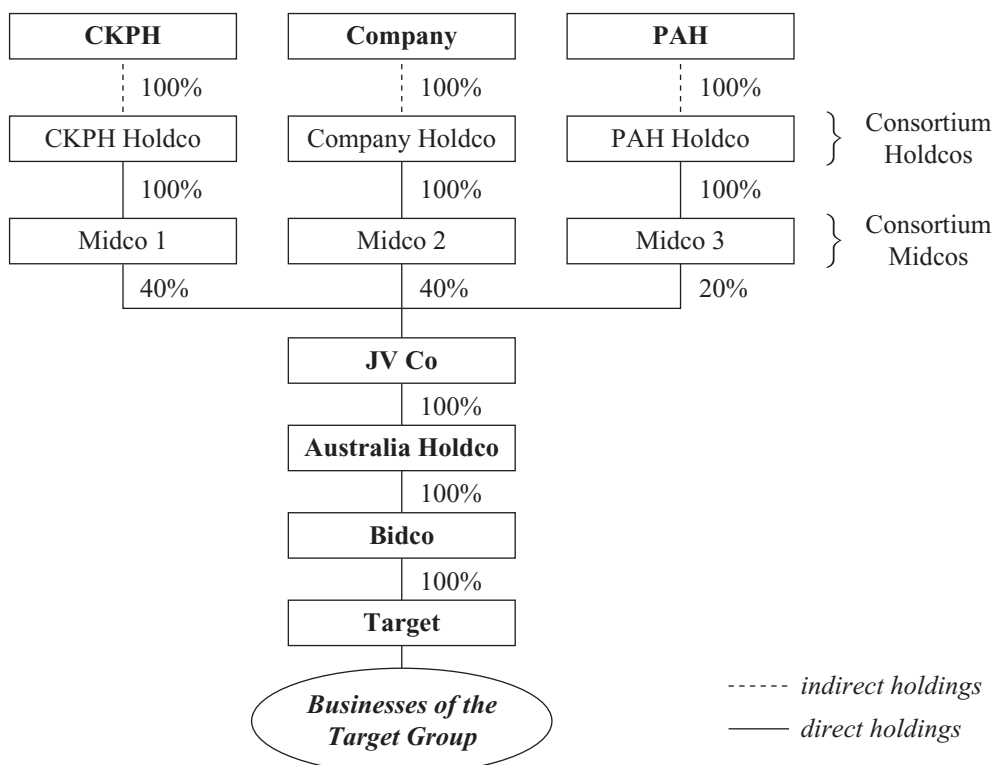 CKPH Company PAH
100% 100% 100%
CKPH Holdco Company Holdco PAH Holdco } Consortium
Holdcos
100% 100% 100%
Midco 1 Midco 2 Midco 3 } Consortium
Midcos
40% 40% 20%
JV Co
100%
Australia Holdco
100%
Bidco
100%
Target
Businesses of the
Target Group
indirect holdings
direct holdings